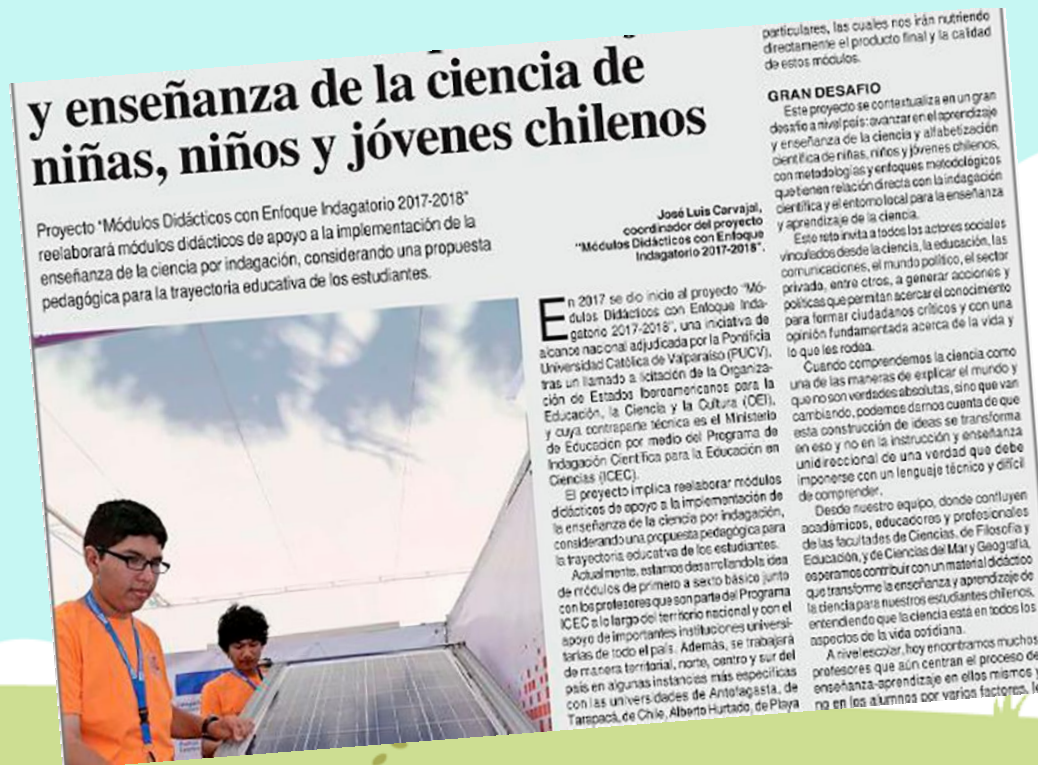 y enseñanza de la ciencia de
niñas, niños y jóvenes chilenos
Proyecto "Módulos Didácticos con Enfoque Indagatorio 2017-2018"
reelaborará módulos didácticos de apoyo a la implementación de la
enseñanza de la ciencia por indagación, considerando una propuesta
pedagógica para la trayectoria educativa de los estudiantes.
José Luis Carvajal,
coordinador del proyecto
"Módulos Didácticos con Enfoque
Indagatorio 2017-2018".
En 2017 se dio inicio al proyecto "Mó-
dulos Didácticos con Enfoque Inda-
gatorio 2017-2018", una iniciativa de
alcance nacional adjudicada por la Pontificia
Universidad Católica de Valparaíso (PUCV),
tras un llamado a licitación de la Organiza-
ción de Estados Iberoamericanos para la
Educación, la Ciencia y la Cultura (OEI),
y cuya contraparte técnica es el Ministerio
de Educación por medio del Programa de
Indagación Científica para la Educación en
Ciencias (ICEC).
El proyecto implica reelaborar módulos
didácticos de apoyo a la implementación de
la enseñanza de la ciencia por indagación,
considerando una propuesta pedagógica para
la trayectoria educativa de los estudiantes.
Actualmente, estamos desarrollando la idea
de módulos de primero a sexto básico junto
con los profesores que son parte del Programa
ICEC a lo largo del territorio nacional y con el
apoyo de importantes instituciones universi-
tarias de todo el país. Además, se trabajará
de manera territorial, norte, centro y sur del
país en algunas instancias más específicas
con las universidades de Antofagasta, de
Tarapacá, de Chile, Alberto Hurtado, de Playa
particulares, las cuales nos irán nutriendo
directamente el producto final y la calidad
de estos módulos.
GRAN DESAFIO
Este proyecto se contextualiza en un gran
desafío a nivel país: avanzar en el aprendizaje
y enseñanza de la ciencia y alfabetización
científica de niñas, niños y jóvenes chilenos,
con metodologías y enfoques metodológicos
que tienen relación directa con la indagación
científica y el entorno local para la enseñanza
y aprendizaje de la ciencia.
Este reto invita a todos los actores sociales
vinculados desde la ciencia, la educación, las
comunicaciones, el mundo político, el sector
privado, entre otros, a generar acciones y
políticas que permitan acercar el conocimiento
para formar ciudadanos críticos y con una
opinión fundamentada acerca de la vida y
lo que les rodea.
Cuando comprendemos la ciencia como
una de las maneras de explicar el mundo y
que no son verdades absolutas, sino que van
cambiando, podemos darnos cuenta de que
esta construcción de ideas se transforma
en eso y no en la instrucción y enseñanza
unidireccional de una verdad que debe
imponerse con un lenguaje técnico y difícil
de comprender.
Desde nuestro equipo, donde confluyen
académicos, educadores y profesionales
de las facultades de Ciencias, de Filosofía y
Educación, y de Ciencias del Mar y Geografía,
esperamos contribuir con un material didáctico
que transforme la enseñanza y aprendizaje de
la ciencia para nuestros estudiantes chilenos,
entendiendo que la ciencia está en todos los
aspectos de la vida cotidiana.
A nivel escolar, hoy encontramos muchos
profesores que aún centran el proceso de
enseñanza-aprendizaje en ellos mismos y
no en los alumnos por varios factores,